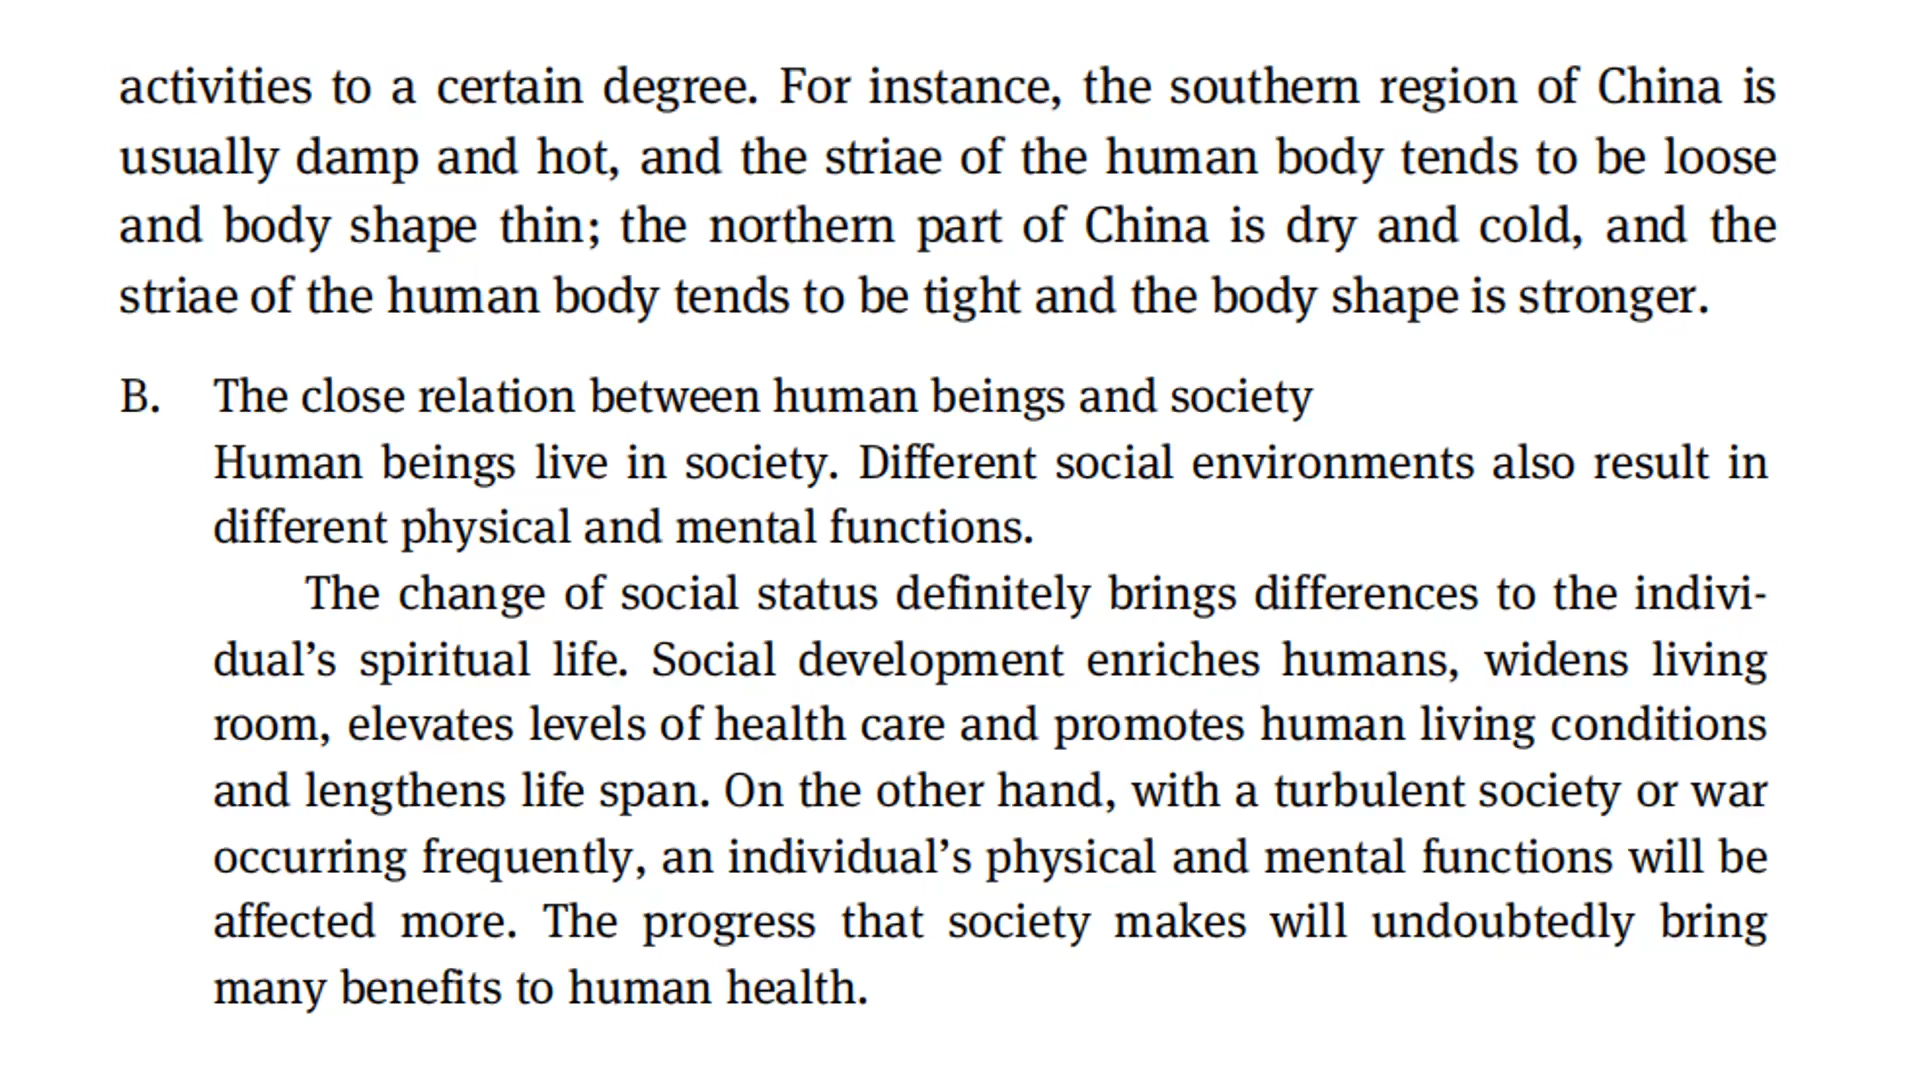 activities to a certain degree. For instance, the southern region of China is
usually damp and hot, and the striae of the human body tends to be loose
and body shape thin; the northern part of China is dry and cold, and the
striae of the human body tends to be tight and the body shape is stronger.
B. The close relation between human beings and society
Human beings live in society. Different social environments also result in
different physical and mental functions.
The change of social status definitely brings differences to the indivi-
dual’s spiritual life. Social development enriches humans, widens living
room, elevates levels of health care and promotes human living conditions
and lengthens life span. On the other hand, with a turbulent society or war
occurring frequently, an individual’s physical and mental functions will be
affected more. The progress that society makes will undoubtedly bring
many benefits to human health.